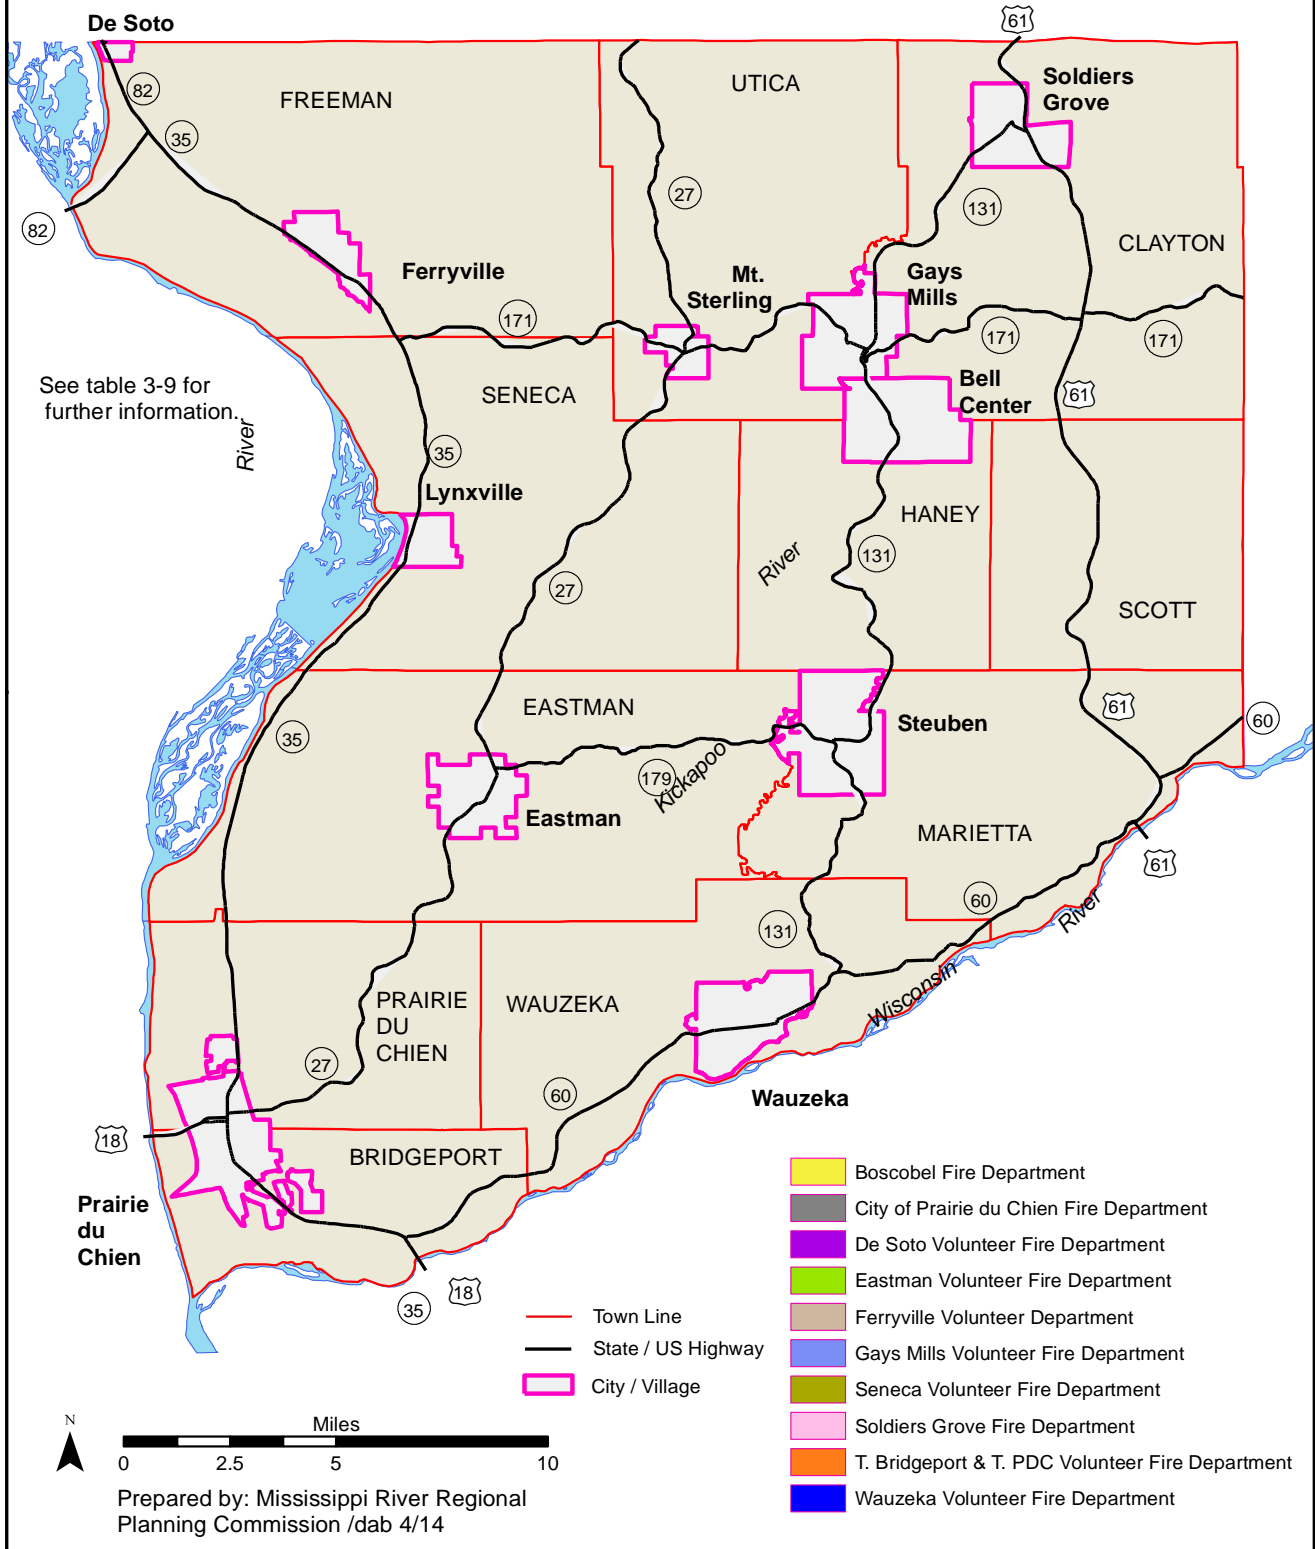 De Soto
61
82
FREEMAN
UTICA
Soldiers
Grove
35
27
131
82
CLAYTON
Ferryville
Mt.
Sterling
Gays
Mills
171
171
171
See table 3-9 for
further information..
River
SENECA
Bell
Center
61
35
Lynxville
HANEY
River
131
27
SCOTT
EASTMAN
61
Steuben
60
35
179
Kickapoo
Eastman
MARIETTA
61
60
River
131
Wisconsin
PRAIRIE
DU
CHIEN
WAUZEKA
27
60
Wauzeka
18
BRIDGEPORT
Prairie
du
Chien
18
35
Town Line
State / US Highway
City / Village
Boscobel Fire Department
City of Prairie du Chien Fire Department
De Soto Volunteer Fire Department
Eastman Volunteer Fire Department
Ferryville Volunteer Department
Gays Mills Volunteer Fire Department
Seneca Volunteer Fire Department
Soldiers Grove Fire Department
T. Bridgeport & T. PDC Volunteer Fire Department
Wauzeka Volunteer Fire Department
N
Miles
0 2.5 5 10
Prepared by: Mississippi River Regional
Planning Commission /dab 4/14